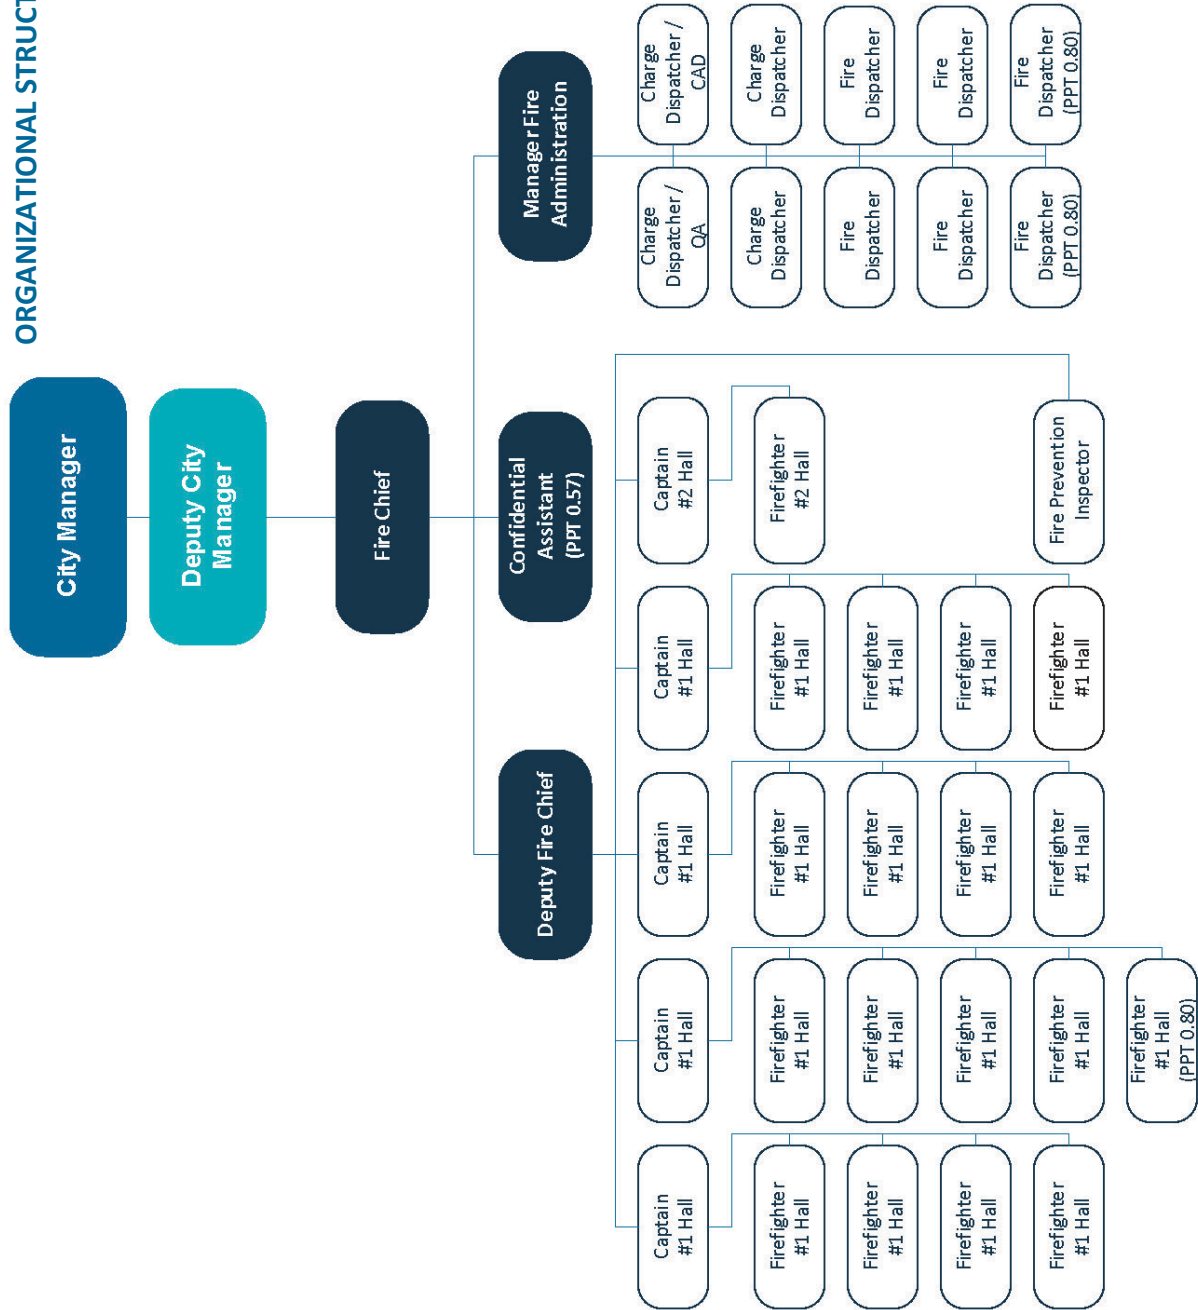 ORGANIZATIONAL STRUCT
City Manager
Deputy City
Manager
Fire Chief
Deputy Fire Chief
Confidential
Assistant
(PPT 0.57)
Manager Fire
Administration
Captain
#1 Hall
Captain
#1 Hall
Captain
#1 Hall
Captain
#1 Hall
Captain
#2 Hall
Charge
Dispatcher /
QA
Charge
Dispatcher /
CAD
Firefighter
#1 Hall
Firefighter
#1 Hall
Firefighter
#1 Hall
Firefighter
#1 Hall
Firefighter
#2 Hall
Charge
Dispatcher
Charge
Dispatcher
Firefighter
#1 Hall
Firefighter
#1 Hall
Firefighter
#1 Hall
Firefighter
#1 Hall
Fire
Dispatcher
Fire
Dispatcher
Firefighter
#1 Hall
Firefighter
#1 Hall
Firefighter
#1 Hall
Firefighter
#1 Hall
Fire
Dispatcher
Fire
Dispatcher
Firefighter
#1 Hall
Firefighter
#1 Hall
Firefighter
#1 Hall
Firefighter
#1 Hall
Fire Prevention
Inspector
Fire
Dispatcher
(PPT 0.80)
Fire
Dispatcher
(PPT 0.80)
Firefighter
#1 Hall
(PPT 0.80)